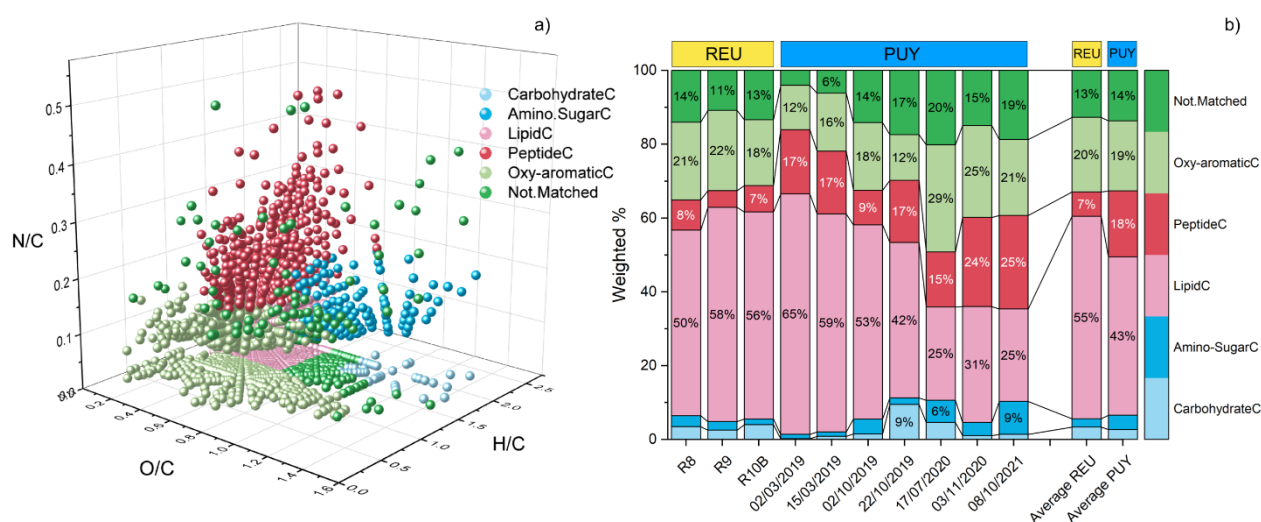 a)
N/C
0.5
0.4
0.3
0.2
0.1
0.0
0.2
0.4
0.6
0.8
1.0
1.2
1.4
1.6
O/C
0.0
0.5
1.0
1.5
2.0
2.5
H/C
CarbohydrateC
Amino.SugarC
LipidC
PeptideC
Oxy-aromaticC
Not.Matched
b)
REU
PUY
REU
PUY
Weighted %
100
80
60
40
20
0
14% 11% 13% 6% 14% 17% 20% 15% 19% 13% 14%
21% 22% 18% 12% 16% 18% 12% 29% 25% 21% 20% 19%
8% 7% 17% 17% 9% 17% 15% 24% 25% 7% 18%
50% 58% 56% 65% 59% 53% 42% 25% 31% 25% 55% 43%
6% 9%
9%
R8
R9
R10B
02/03/2019
15/03/2019
02/10/2019
22/10/2019
17/07/2020
03/11/2020
08/10/2021
Average REU
Average PUY
Not.Matched
Oxy-aromaticC
PeptideC
LipidC
Amino-SugarC
CarbohydrateC